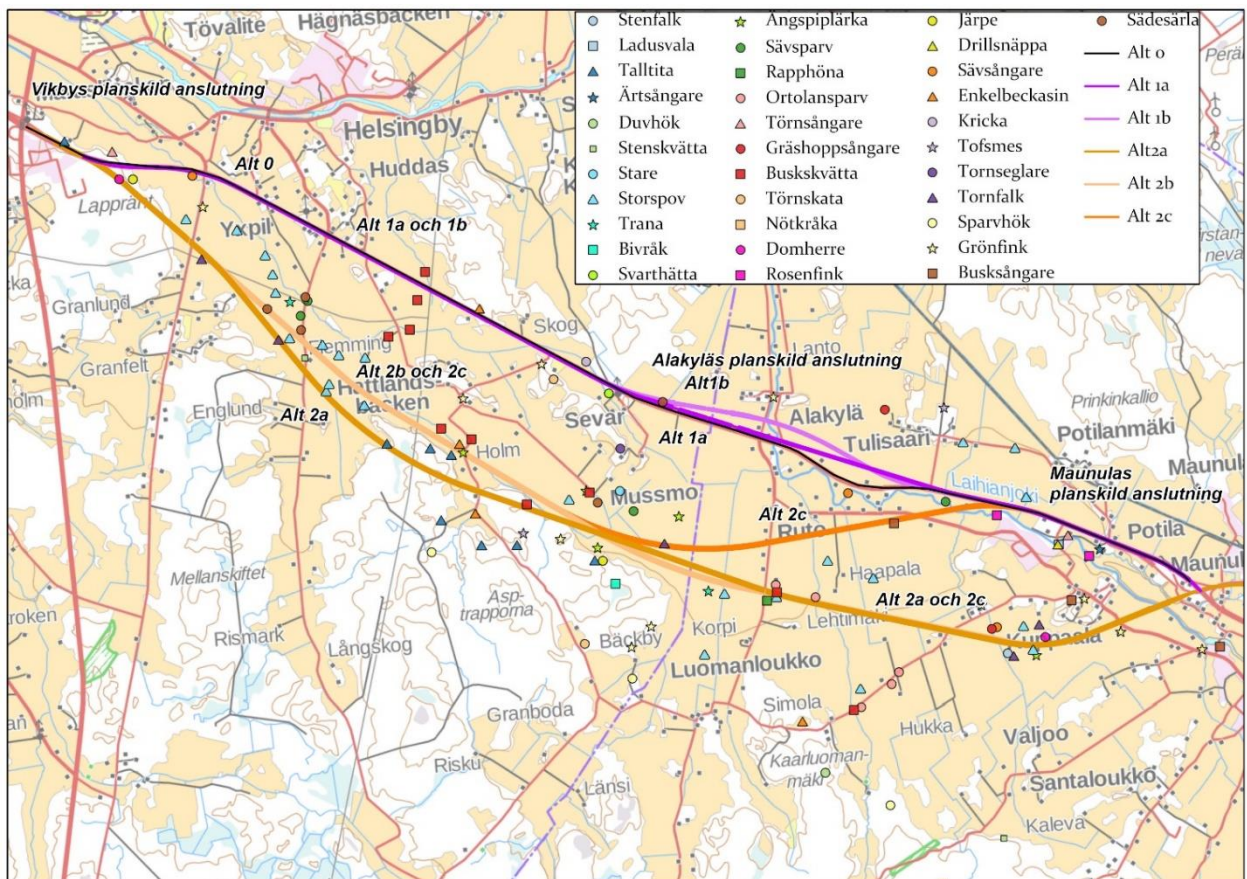 Tövalite
Hägnäsbacken
Vikbys planskild anslutning
Helsingby
Huddas
Alt 0
Lappränt
Yxpil
Alt 1a och 1b
Granlund
Skog
Lanto
Alakyläs planskild anslutning
Alt1b
Granfelt
Alt 2b och 2c
Englund
Alt 2a
Sevar
Alt 1a
Alakylä
Tulisaari
Prinkinkallio
Potilanmäki
Holm
Mussmo
Laihianjoki
Maunulas
planskild anslutning
Maunula
Alt 2c
Ruto
Potila
Haapala
Mellanskiftet
Asp-
trapporna
Alt 2a och 2c
Lehtimäki
Rismark
Långskog
Bäckby
Korpi
Luomanloukko
Simola
Granboda
Hukka
Väljoo
Risku
Kaarluoman-
mäki
Länsi
Santaloukko
Kaleva
Stenfalk
Ladusvala
Talltita
Ärtsångare
Duvhök
Stenskvätta
Stare
Storspov
Trana
Bivråk
Svarthätta
Ängspiplärka
Sävsparv
Rapphöna
Ortolansparv
Törnsångare
Gräshoppsångare
Buskskvätta
Törnskata
Nötkråka
Domherre
Rosenfink
Järpe
Drillsnäppa
Sävsångare
Enkelbeckasin
Kricka
Tofsmes
Tornseglare
Tornfalk
Sparvhök
Grönfink
Busksångare
Sädesärla
Alt 0
Alt 1a
Alt 1b
Alt2a
Alt 2b
Alt 2c